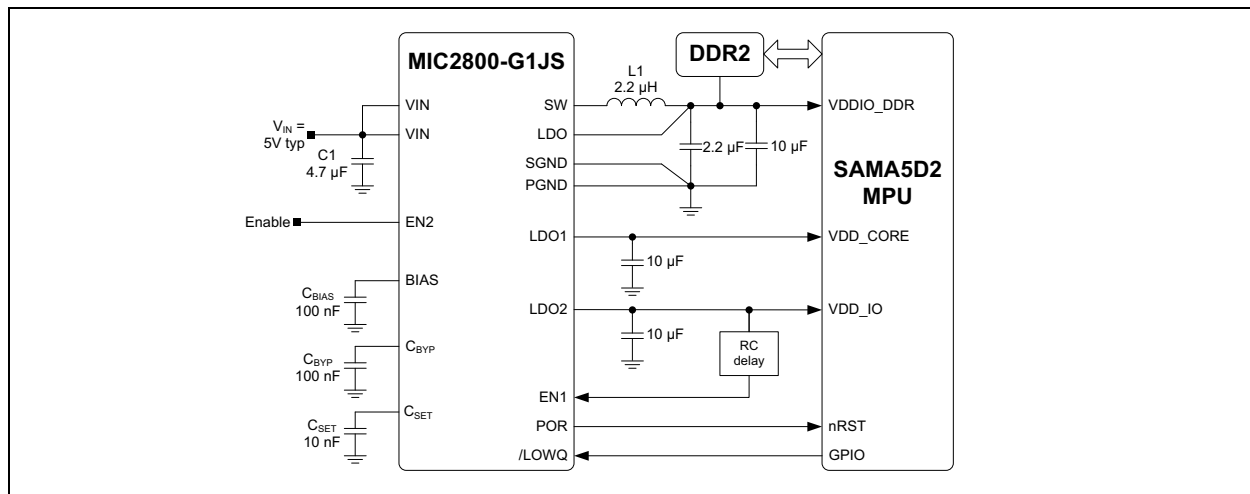 MIC2800-G1JS
DDR2
SAMA5D2
MPU
L1
2.2 µH
VIN
VIN
V_IN =
5V typ
C1
4.7 µF
Enable
EN2
BIAS
C_BIAS
100 nF
C_BYP
C_BYP
100 nF
C_SET
C_SET
10 nF
SW
LDO
SGND
PGND
2.2 µF
10 µF
VDDIO_DDR
LDO1
10 µF
VDD_CORE
LDO2
10 µF
VDD_IO
RC
delay
EN1
POR
nRST
/LOWQ
GPIO